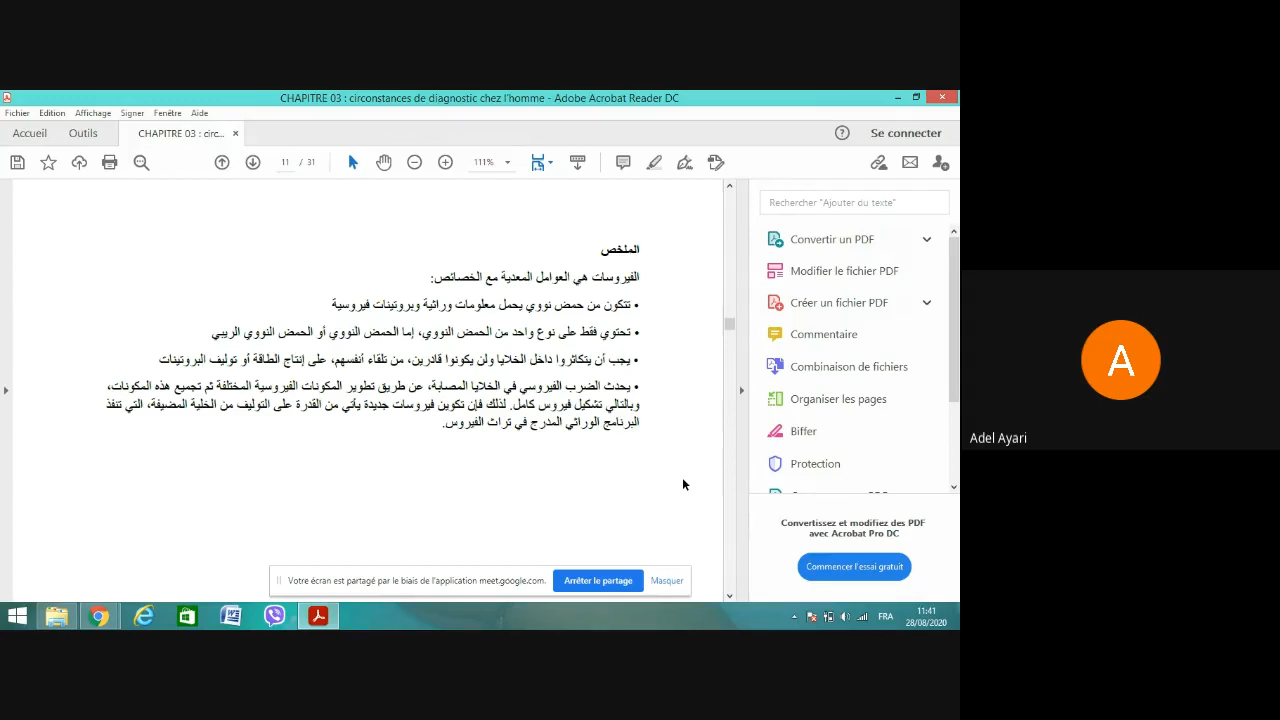 CHAPITRE 03 : circonstances de diagnostic chez l'homme - Adobe Acrobat Reader DC
Fichier Edition Affichage Signer Fenêtre Aide
Accueil Outils CHAPITRE 03 : circ... × Se connecter
11 / 31 111%
Rechercher "Ajouter du texte"
الملخص
الفيروسات هي العوامل المعدية مع الخصائص:
• تتكون من حمض نووي يحمل معلومات وراثية وبروتينات فيروسية
• تحتوي فقط على نوع واحد من الحمض النووي، إما الحمض النووي أو الحمض النووي الريبي
• يجب أن يتكاثروا داخل الخلايا ولن يكونوا قادرين، من تلقاء أنفسهم، على إنتاج الطاقة أو توليف البروتينات
• يحدث الضرب الفيروسي في الخلايا المصابة، عن طريق تطوير المكونات الفيروسية المختلفة ثم تجميع هذه المكونات،
وبالتالي تشكيل فيروس كامل. لذلك فإن تكوين فيروسات جديدة يأتي من القدرة على التوليف من الخلية المضيفة، التي تنفذ
البرنامج الوراثي المدرج في تراث الفيروس.
Convertir un PDF
Modifier le fichier PDF
Créer un fichier PDF
Commentaire
Combinaison de fichiers
Organiser les pages
Biffer
Protection
Convertissez et modifiez des PDF
avec Acrobat Pro DC
Commencer l'essai gratuit
Votre écran est partagé par le biais de l'application meet.google.com. Arrêter le partage Masquer
FRA
11:41
28/08/2020
A
Adel Ayari